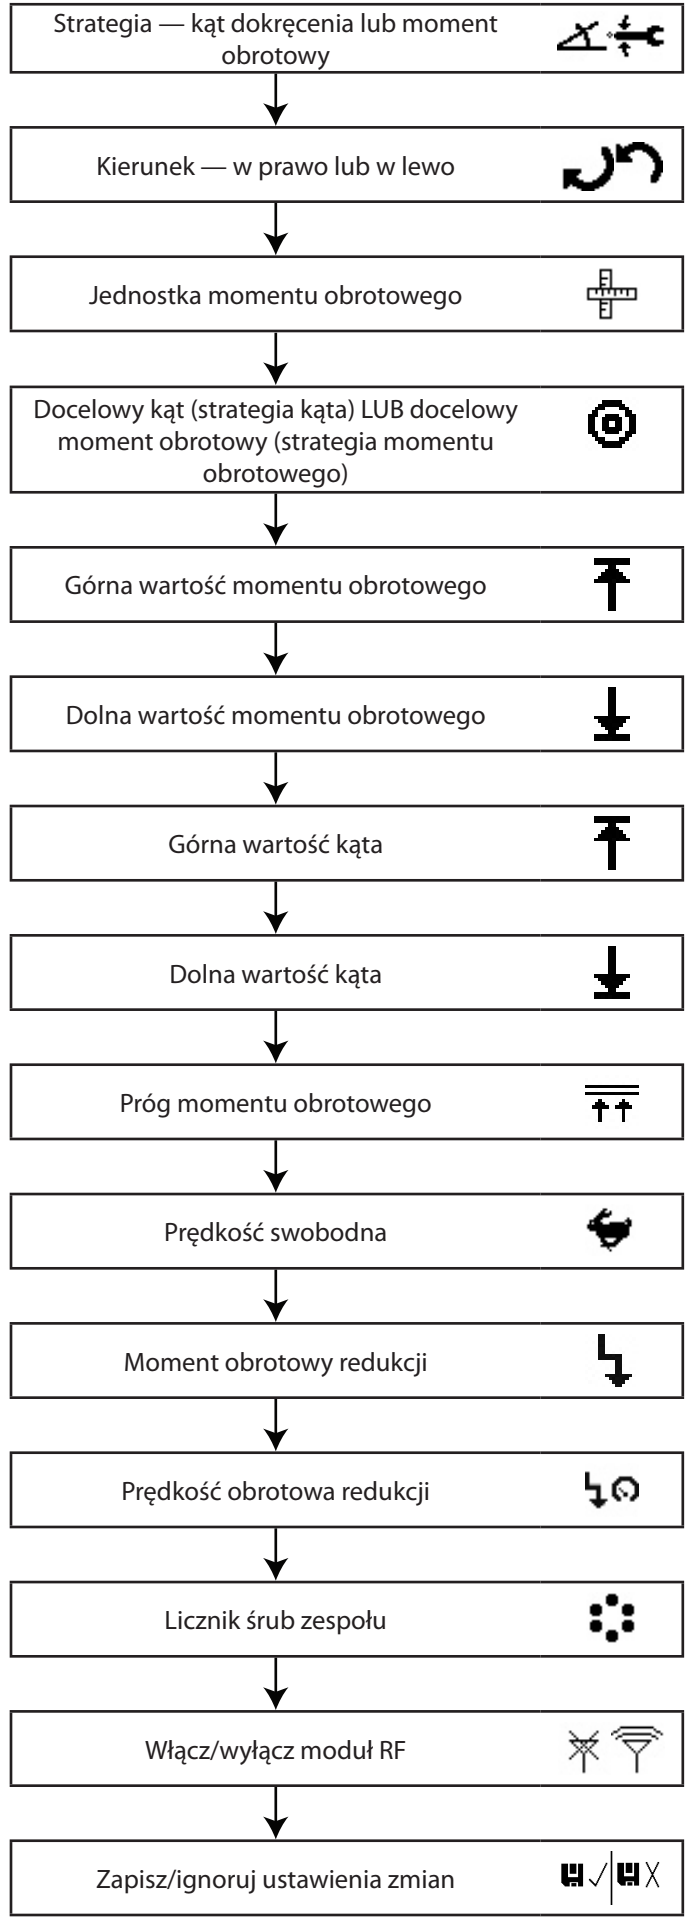 Strategia — kąt dokręcenia lub moment
obrotowy
Kierunek — w prawo lub w lewo
Jednostka momentu obrotowego
Docelowy kąt (strategia kąta) LUB docelowy
moment obrotowy (strategia momentu
obrotowego)
Górna wartość momentu obrotowego
Dolna wartość momentu obrotowego
Górna wartość kąta
Dolna wartość kąta
Próg momentu obrotowego
Prędkość swobodna
Moment obrotowy redukcji
Prędkość obrotowa redukcji
Licznik śrub zespołu
Włącz/wyłącz moduł RF
Zapisz/ignoruj ustawienia zmian